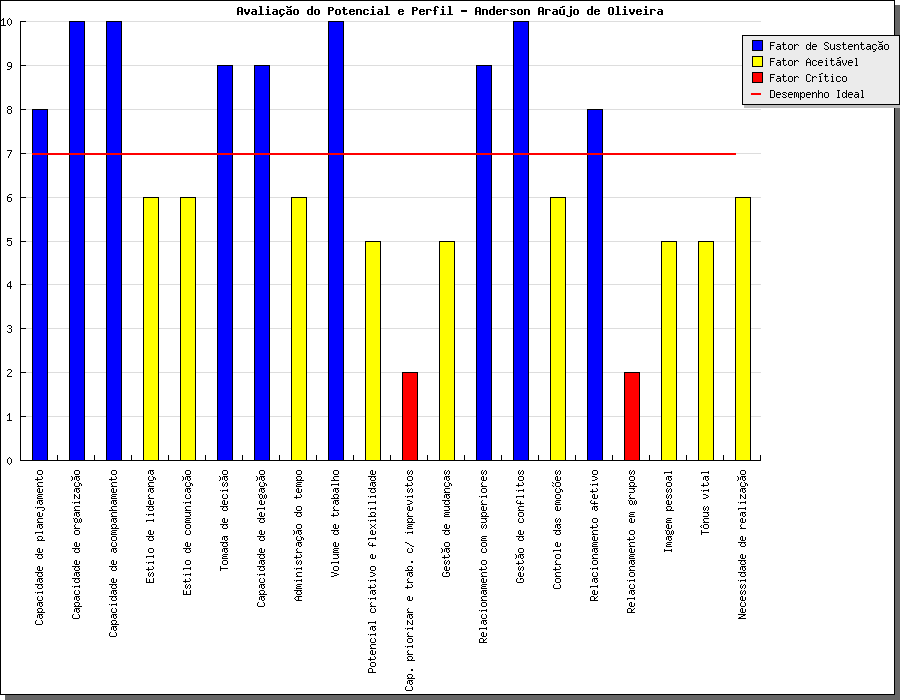 Avaliação do Potencial e Perfil - Anderson Araújo de Oliveira
Fator de Sustentação
Fator Aceitável
Fator Crítico
Desempenho Ideal
10
9
8
7
6
5
4
3
2
1
0
Capacidade de planejamento
Capacidade de organização
Capacidade de acompanhamento
Estilo de liderança
Estilo de comunicação
Tomada de decisão
Capacidade de delegação
Administração do tempo
Volume de trabalho
Potencial criativo e flexibilidade
Cap. priorizar e trab. c/ imprevistos
Gestão de mudanças
Relacionamento com superiores
Gestão de conflitos
Controle das emoções
Relacionamento afetivo
Relacionamento em grupos
Imagem pessoal
Tônus vital
Necessidade de realização